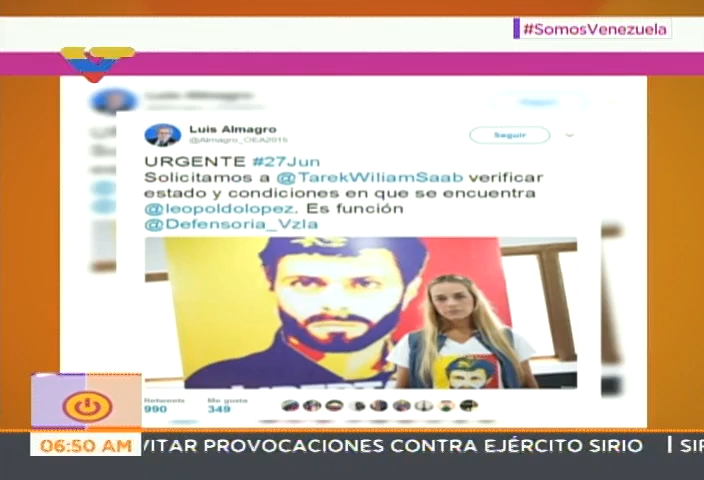 #SomosVenezuela
Luis Almagro
@Almagro_OEA2015
Seguir
URGENTE #27Jun
Solicitamos a @TarekWiliamSaab verificar
estado y condiciones en que se encuentra
@leopoldolopez. Es función
@Defensoria_Vzla
Retweets
Me gusta
990
349
06:50 AM
VITAR PROVOCACIONES CONTRA EJÉRCITO SIRIO
| SIR